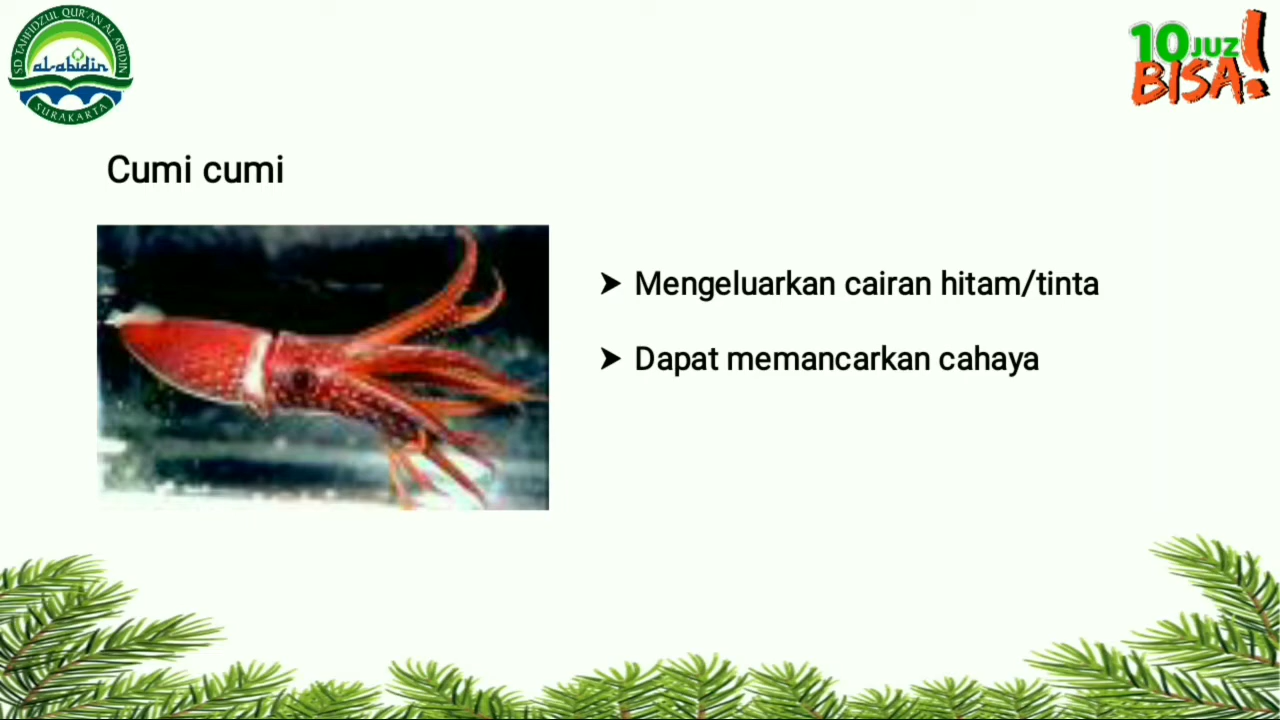 SD TAHFIDZUL QUR'AN AL ABIDIN
al-abidin
SURAKARTA
10 JUZ
BISA!
Cumi cumi
➤ Mengeluarkan cairan hitam/tinta
➤ Dapat memancarkan cahaya